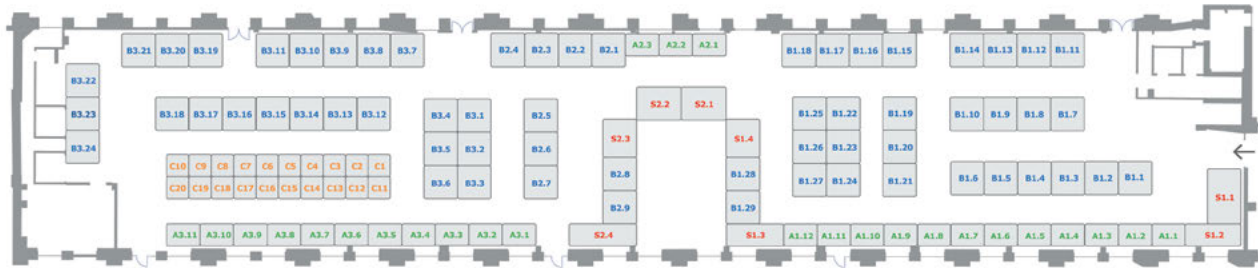 B3.21 B3.20 B3.19 B3.11 B3.10 B3.9 B3.8 B3.7 B2.4 B2.3 B2.2 B2.1 A2.3 A2.2 A2.1 B1.18 B1.17 B1.16 B1.15 B1.14 B1.13 B1.12 B1.11
B3.22
B3.23
B3.24
B3.18 B3.17 B3.16 B3.15 B3.14 B3.13 B3.12
B3.4 B3.1
B3.5 B3.2
B3.6 B3.3
B2.5
B2.6
B2.7
S2.2 S2.1
S2.3
B2.8
B2.9
S2.4
S1.4
B1.28
B1.29
S1.3
B1.25 B1.22
B1.26 B1.23
B1.27 B1.24
B1.19
B1.20
B1.21
B1.10 B1.9 B1.8 B1.7
B1.6 B1.5 B1.4 B1.3 B1.2 B1.1
S1.1
C10 C9 C8 C7 C6 C5 C4 C3 C2 C1
C20 C19 C18 C17 C16 C15 C14 C13 C12 C11
A3.11 A3.10 A3.9 A3.8 A3.7 A3.6 A3.5 A3.4 A3.3 A3.2 A3.1
A1.12 A1.11 A1.10 A1.9 A1.8 A1.7 A1.6 A1.5 A1.4 A1.3 A1.2 A1.1 S1.2